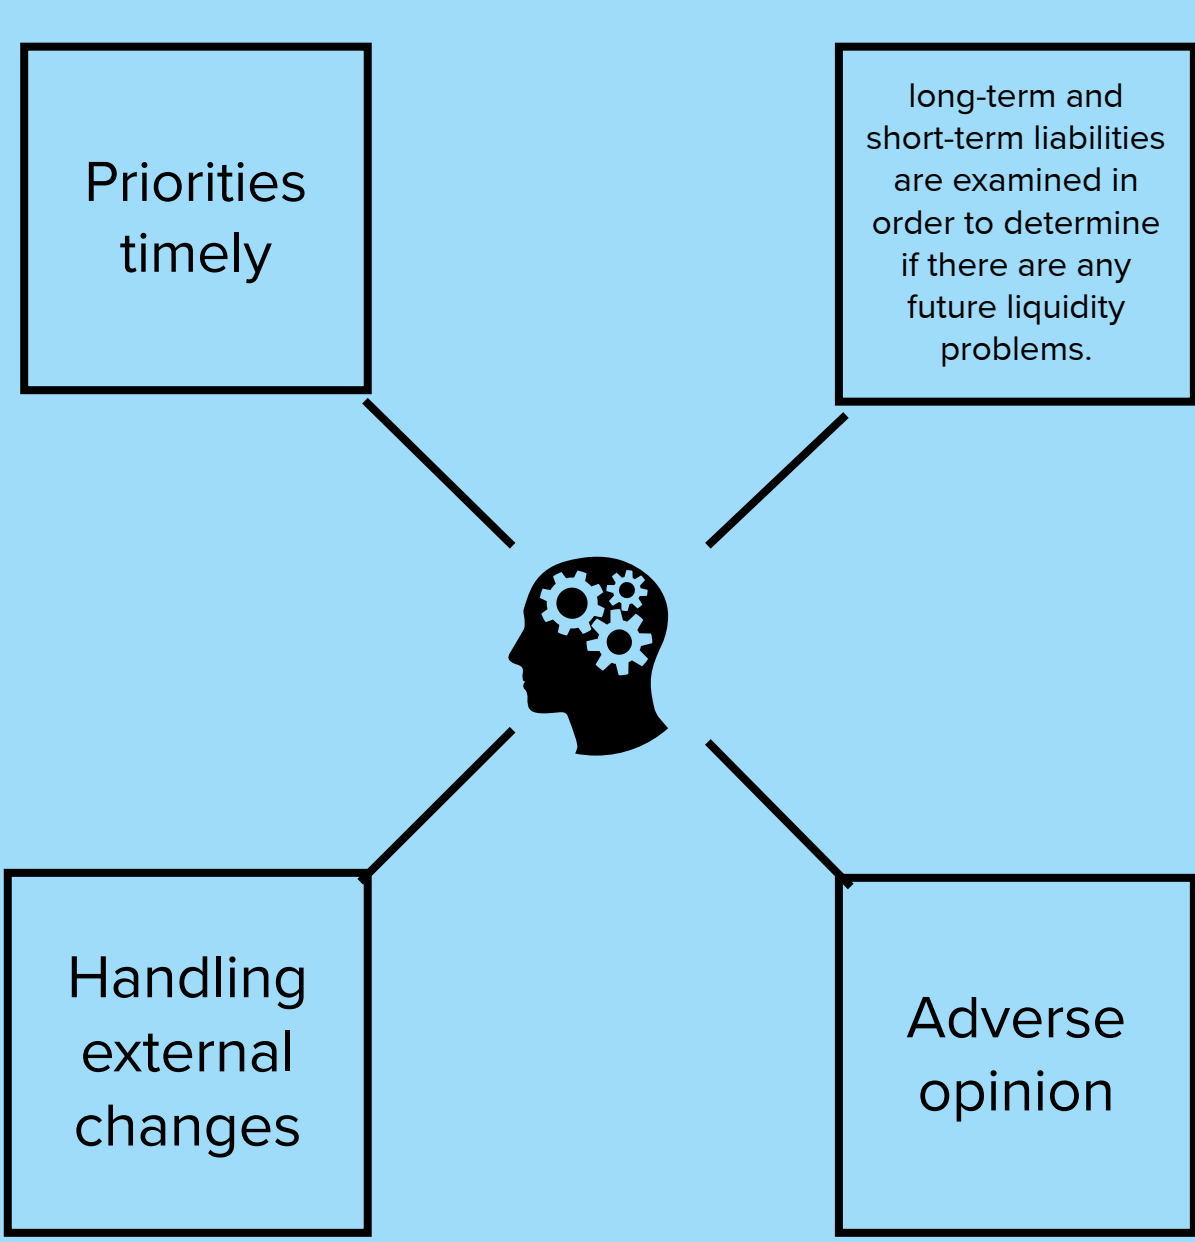 Priorities
timely
long-term and
short-term liabilities
are examined in
order to determine
if there are any
future liquidity
problems.
Handling
external
changes
Adverse
opinion